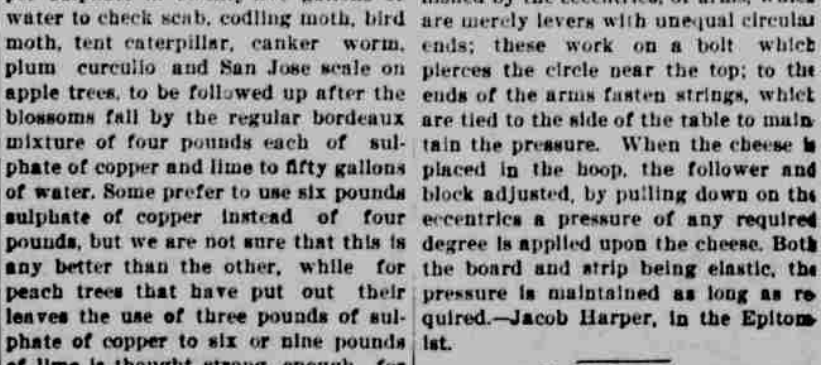 water to check scab, codling moth, bird
moth, tent caterpillar, canker worm,
plum curculio and San Jose scale on
apple trees, to be followed up after the
blossoms fall by the regular bordeaux
mixture of four pounds each of sul-
phate of copper and lime to fifty gallons
of water. Some prefer to use six pounds
sulphate of copper instead of four
pounds, but we are not sure that this is
any better than the other, while for
peach trees that have put out their
leaves the use of three pounds of sul-
phate of copper to six or nine pounds
of lime is thought strong enough for
are merely levers with unequal circular
ends; these work on a bolt which
pierces the circle near the top; to the
ends of the arms fasten strings, which
are tied to the side of the table to main-
tain the pressure. When the cheese is
placed in the hoop, the follower and
block adjusted, by pulling down on the
eccentrics a pressure of any required
degree is applied upon the cheese. Both
the board and strip being elastic, the
pressure is maintained as long as re-
quired.—Jacob Harper, in the Epitom-
ist.